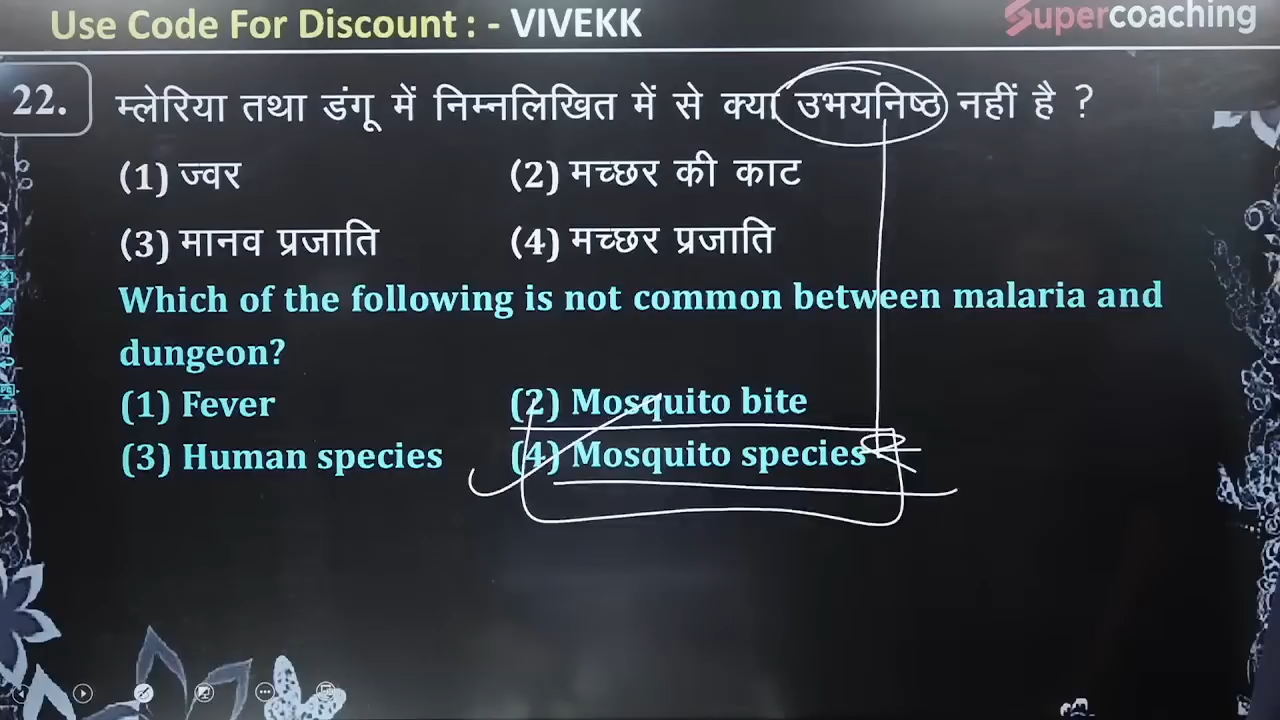 Use Code For Discount : - VIVEKK
Supercoaching
22. म्लेरिया तथा डंगू में निम्नलिखित में से क्या उभयनिष्ठ नहीं है ?
(1) ज्वर (2) मच्छर की काट
(3) मानव प्रजाति (4) मच्छर प्रजाति
Which of the following is not common between malaria and
dungeon?
(1) Fever (2) Mosquito bite
(3) Human species (4) Mosquito species